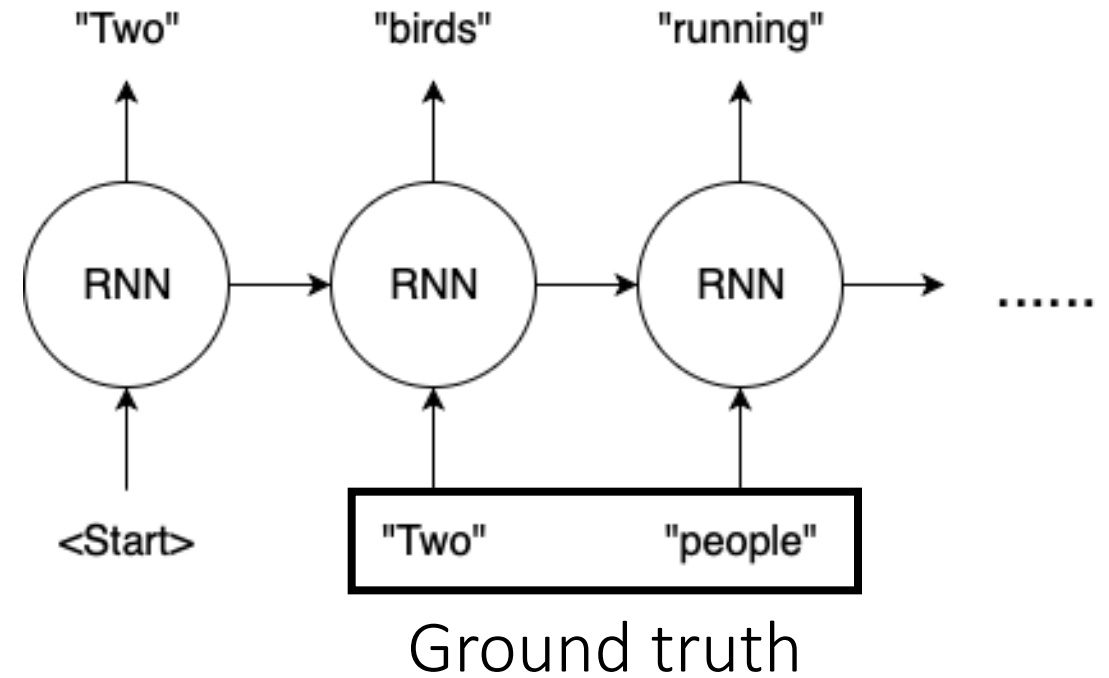 "Two" "birds" "running"
RNN RNN RNN ......
<Start> "Two" "people"
Ground truth